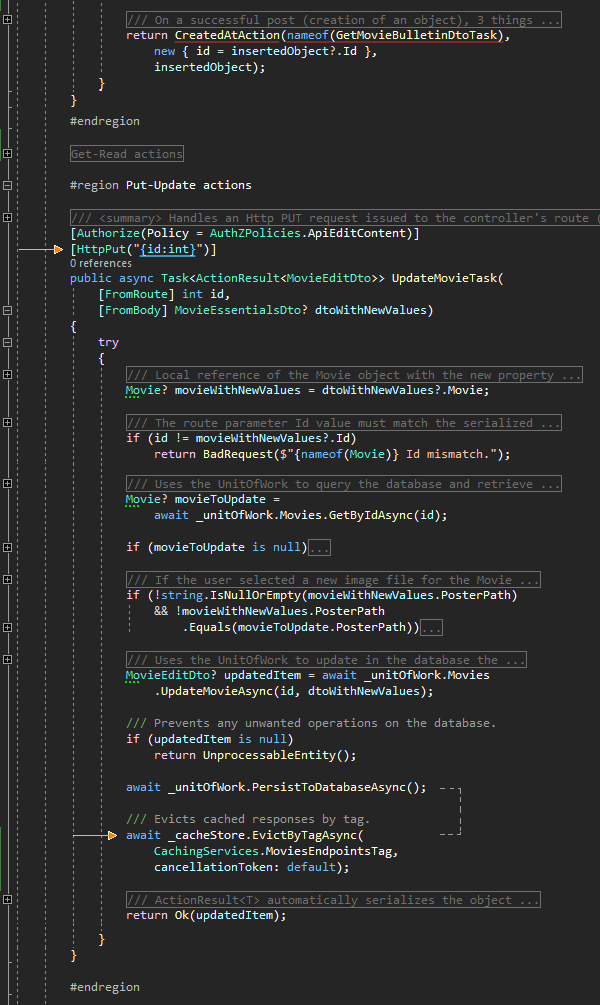 /// On a successful post (creation of an object), 3 things ...
return CreatedAtAction(nameof(GetMovieBulletinDtoTask),
new { id = insertedObject?.Id },
insertedObject);
}
}
#endregion
Get-Read actions
#region Put-Update actions
/// <summary> Handles an Http PUT request issued to the controller's route (
[Authorize(Policy = AuthZPolicies.ApiEditContent)]
[HttpPut("{id:int}")]
0 references
public async Task<ActionResult<MovieEditDto>> UpdateMovieTask(
[FromRoute] int id,
[FromBody] MovieEssentialsDto? dtoWithNewValues)
{
try
{
/// Local reference of the Movie object with the new property ...
Movie? movieWithNewValues = dtoWithNewValues?.Movie;
/// The route parameter Id value must match the serialized ...
if (id != movieWithNewValues?.Id)
return BadRequest($"{nameof(Movie)} Id mismatch.");
/// Uses the UnitOfWork to query the database and retrieve ...
Movie? movieToUpdate =
await _unitOfWork.Movies.GetByIdAsync(id);
if (movieToUpdate is null)...
/// If the user selected a new image file for the Movie ...
if (!string.IsNullOrEmpty(movieWithNewValues.PosterPath)
&& !movieWithNewValues.PosterPath
.Equals(movieToUpdate.PosterPath))...
/// Uses the UnitOfWork to update in the database the ...
MovieEditDto? updatedItem = await _unitOfWork.Movies
.UpdateMovieAsync(id, dtoWithNewValues);
/// Prevents any unwanted operations on the database.
if (updatedItem is null)
return UnprocessableEntity();
await _unitOfWork.PersistToDatabaseAsync();
/// Evicts cached responses by tag.
await _cacheStore.EvictByTagAsync(
CachingServices.MoviesEndpointsTag,
cancellationToken: default);
/// ActionResult<T> automatically serializes the object ...
return Ok(updatedItem);
}
}
#endregion